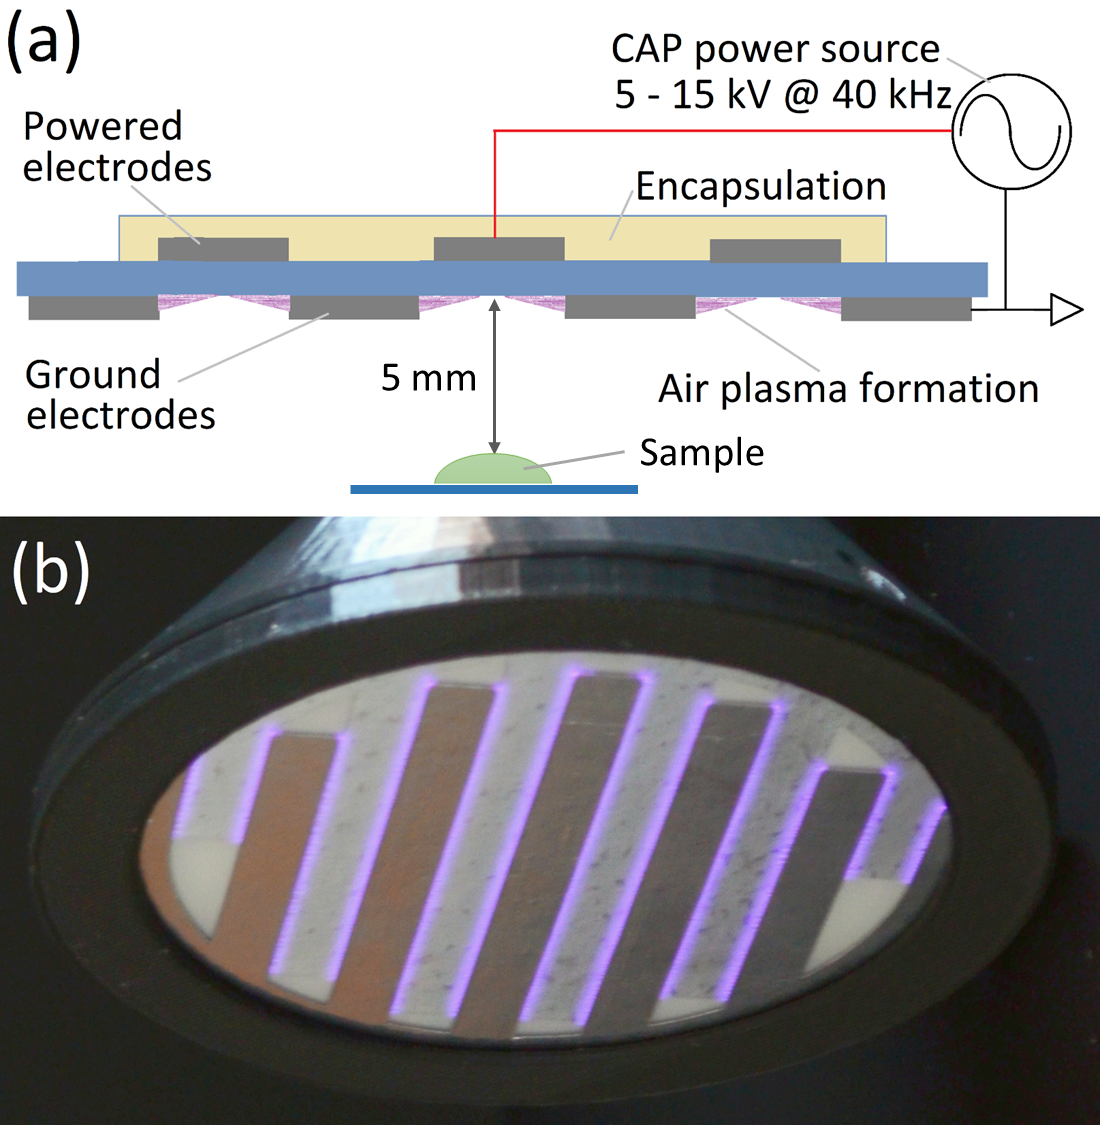 (a)
CAP power source
5 - 15 kV @ 40 kHz
Powered
electrodes
Encapsulation
Ground
electrodes
5 mm
Air plasma formation
Sample
(b)